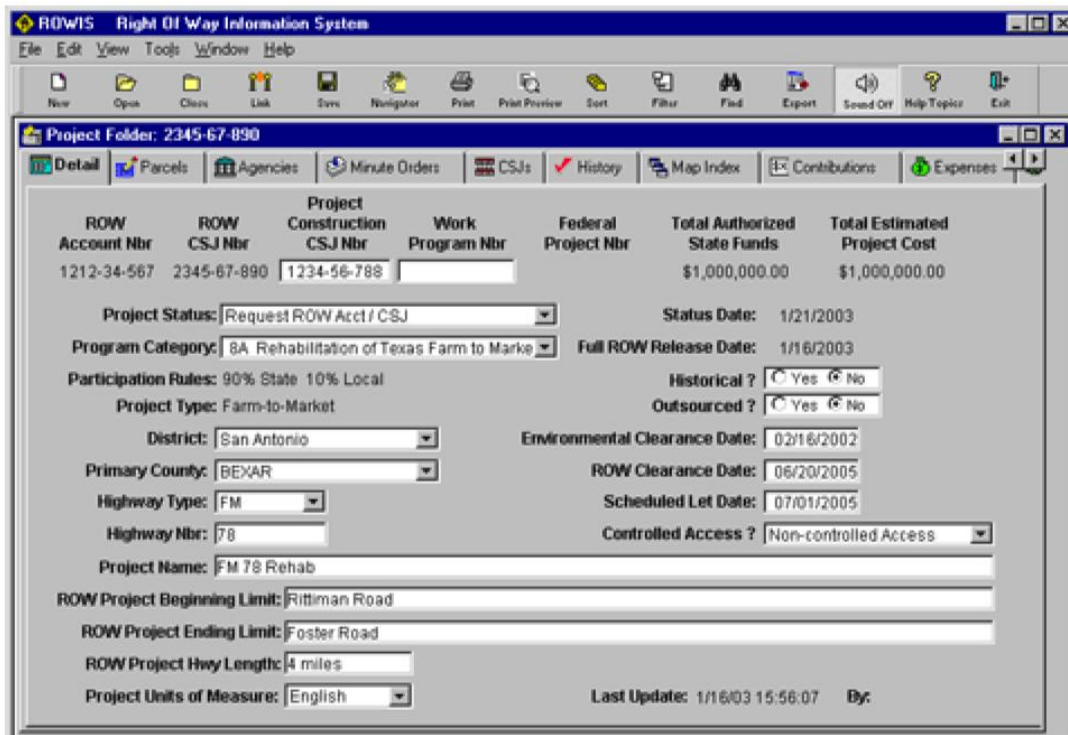 ROWIS Right Of Way Information System
File Edit View Tools Window Help
New Open Close Link Save Navigator Print Print Preview Sort Filter Find Export Sound Off Help Topics Exit
Project Folder: 2345-67-890
Detail Parcels Agencies Minute Orders CSJs History Map Index Contributions Expenses
ROW Account Nbr ROW CSJ Nbr Project Construction CSJ Nbr Work Program Nbr Federal Project Nbr Total Authorized State Funds Total Estimated Project Cost
1212-34-567 2345-67-890 1234-56-788 $1,000,000.00 $1,000,000.00
Project Status: Request ROW Acct / CSJ Status Date: 1/21/2003
Program Category: 8A Rehabilitation of Texas Farm to Marke Full ROW Release Date: 1/16/2003
Participation Rules: 90% State 10% Local Historical ? Yes No
Project Type: Farm-to-Market Outsourced ? Yes No
District: San Antonio Environmental Clearance Date: 02/16/2002
Primary County: BEXAR ROW Clearance Date: 06/20/2005
Highway Type: FM Scheduled Let Date: 07/01/2005
Highway Nbr: 78 Controlled Access ? Non-controlled Access
Project Name: FM 78 Rehab
ROW Project Beginning Limit: Rittiman Road
ROW Project Ending Limit: Foster Road
ROW Project Hwy Length: 4 miles
Project Units of Measure: English Last Update: 1/16/03 15:56:07 By: